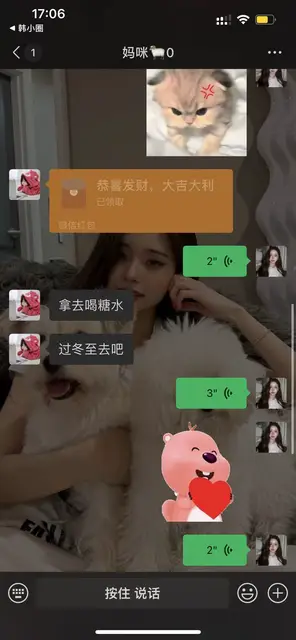 17:06
韩小圈
1
妈咪🐑0
恭喜发财，大吉大利
已领取
微信红包
2"
拿去喝糖水
过冬至去吧
3"
2"
按住 说话